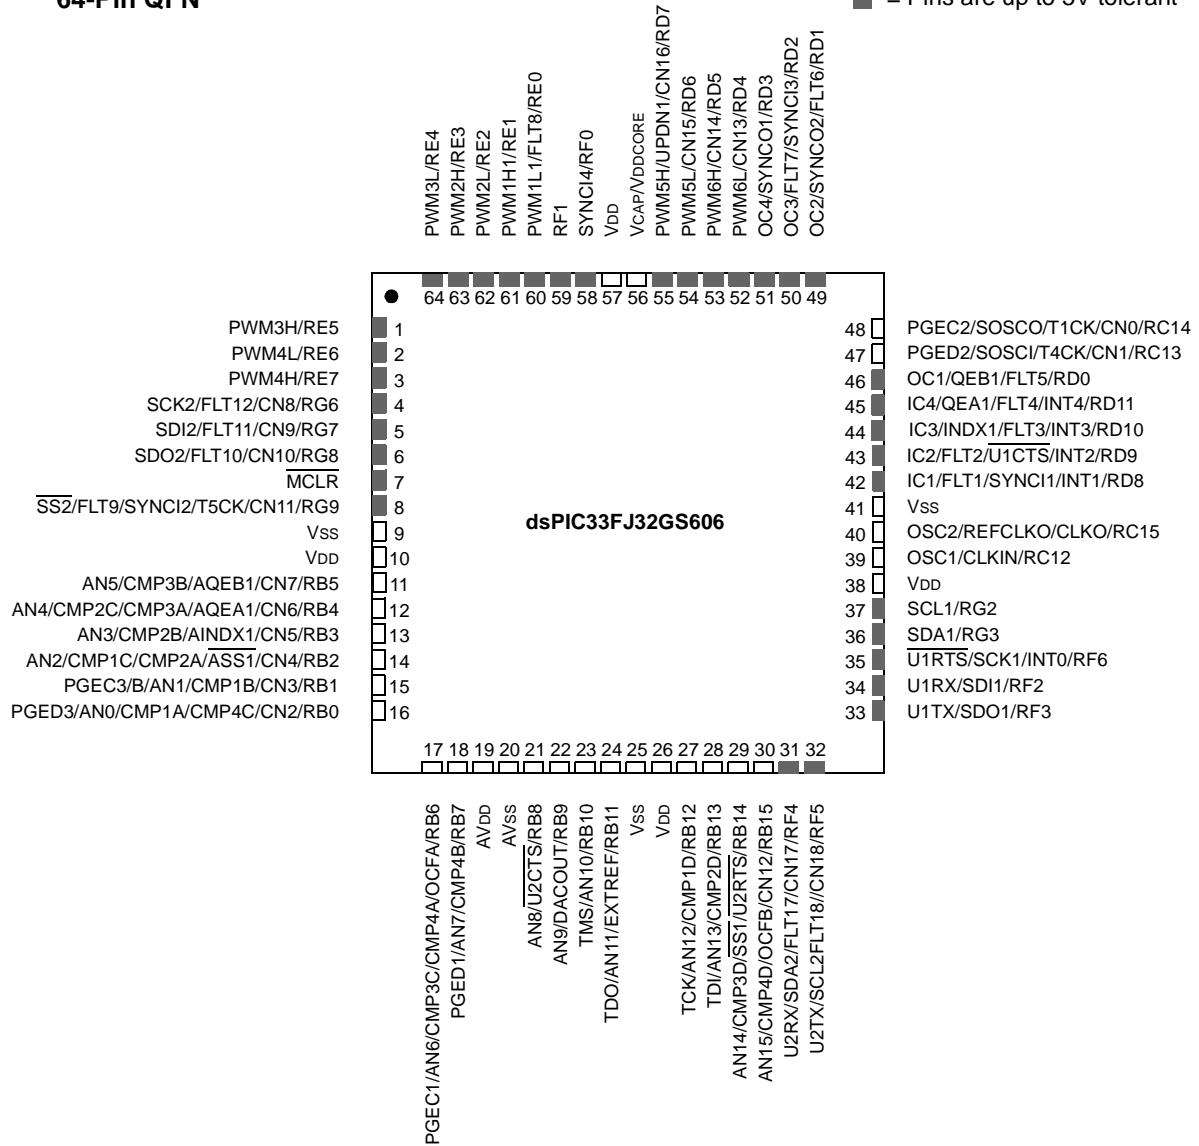 64-Pin QFN
= Pins are up to 5V tolerant
PWM3L/RE4
PWM2H/RE3
PWM2L/RE2
PWM1H1/RE1
PWM1L1/FLT8/RE0
RF1
SYNCI4/RF0
VDD
VCAP/VDDCORE
PWM5H/UPDN1/CN16/RD7
PWM5L/CN15/RD6
PWM6H/CN14/RD5
PWM6L/CN13/RD4
OC4/SYNCO1/RD3
OC3/FLT7/SYNCI3/RD2
OC2/SYNCO2/FLT6/RD1
64 63 62 61 60 59 58 57 56 55 54 53 52 51 50 49
PWM3H/RE5 1
PWM4L/RE6 2
PWM4H/RE7 3
SCK2/FLT12/CN8/RG6 4
SDI2/FLT11/CN9/RG7 5
SDO2/FLT10/CN10/RG8 6
MCLR 7
SS2/FLT9/SYNCI2/T5CK/CN11/RG9 8
VSS 9
VDD 10
AN5/CMP3B/AQEB1/CN7/RB5 11
AN4/CMP2C/CMP3A/AQEA1/CN6/RB4 12
AN3/CMP2B/AINDX1/CN5/RB3 13
AN2/CMP1C/CMP2A/ASS1/CN4/RB2 14
PGEC3/B/AN1/CMP1B/CN3/RB1 15
PGED3/AN0/CMP1A/CMP4C/CN2/RB0 16
dsPIC33FJ32GS606
48 PGEC2/SOSCO/T1CK/CN0/RC14
47 PGED2/SOSCI/T4CK/CN1/RC13
46 OC1/QEB1/FLT5/RD0
45 IC4/QEA1/FLT4/INT4/RD11
44 IC3/INDX1/FLT3/INT3/RD10
43 IC2/FLT2/U1CTS/INT2/RD9
42 IC1/FLT1/SYNCI1/INT1/RD8
41 VSS
40 OSC2/REFCLKO/CLKO/RC15
39 OSC1/CLKIN/RC12
38 VDD
37 SCL1/RG2
36 SDA1/RG3
35 U1RTS/SCK1/INT0/RF6
34 U1RX/SDI1/RF2
33 U1TX/SDO1/RF3
17 18 19 20 21 22 23 24 25 26 27 28 29 30 31 32
PGEC1/AN6/CMP3C/CMP4A/OCFA/RB6
PGED1/AN7/CMP4B/RB7
AVDD
AVSS
AN8/U2CTS/RB8
AN9/DACOUT/RB9
TMS/AN10/RB10
TDO/AN11/EXTREF/RB11
VSS
VDD
TCK/AN12/CMP1D/RB12
TDI/AN13/CMP2D/RB13
AN14/CMP3D/SS1/U2RTS/RB14
AN15/CMP4D/OCFB/CN12/RB15
U2RX/SDA2/FLT17/CN17/RF4
U2TX/SCL2FLT18//CN18/RF5